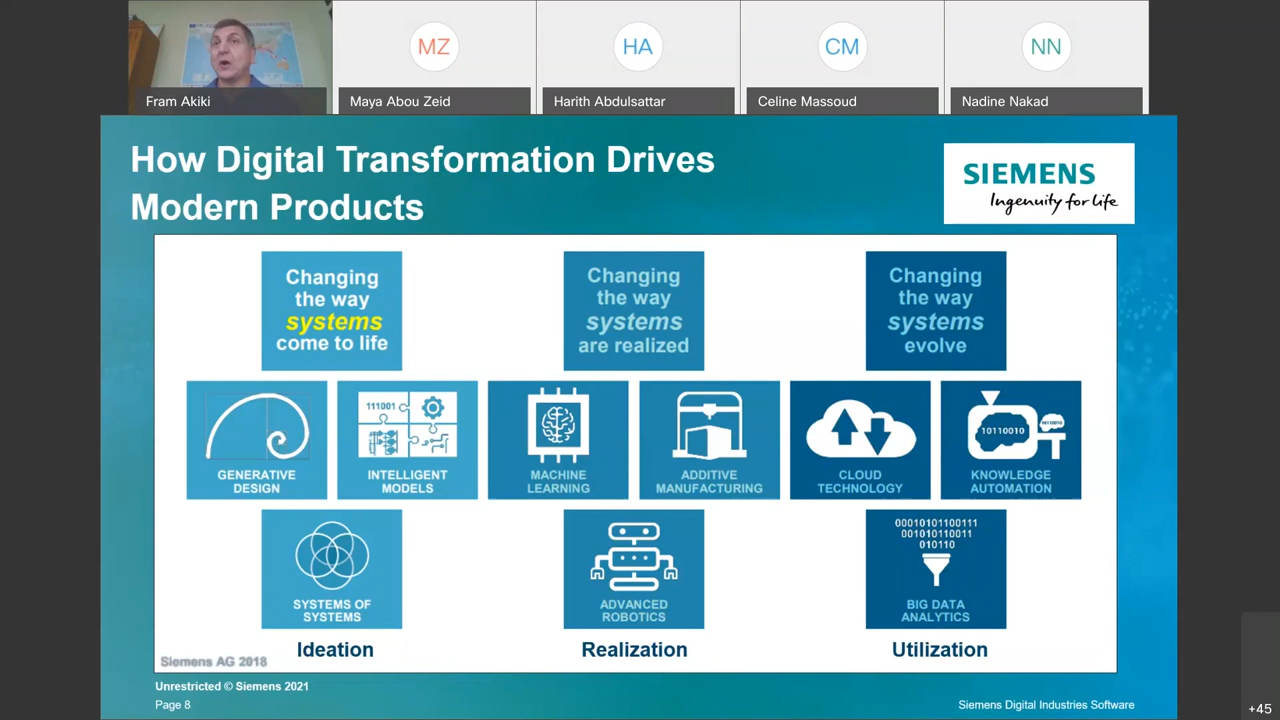 MZ
HA
CM
NN
Fram Akiki
Maya Abou Zeid
Harith Abdulsattar
Celine Massoud
Nadine Nakad
How Digital Transformation Drives
Modern Products
SIEMENS
Ingenuity for life
Changing
the way
systems
come to life
Changing
the way
systems
are realized
Changing
the way
systems
evolve
111001
GENERATIVE
DESIGN
INTELLIGENT
MODELS
MACHINE
LEARNING
ADDITIVE
MANUFACTURING
CLOUD
TECHNOLOGY
10110010
KNOWLEDGE
AUTOMATION
SYSTEMS OF
SYSTEMS
ADVANCED
ROBOTICS
00010101100111
001010110011
010110
BIG DATA
ANALYTICS
Ideation
Realization
Utilization
Siemens AG 2018
Unrestricted © Siemens 2021
Page 8
Siemens Digital Industries Software
+45